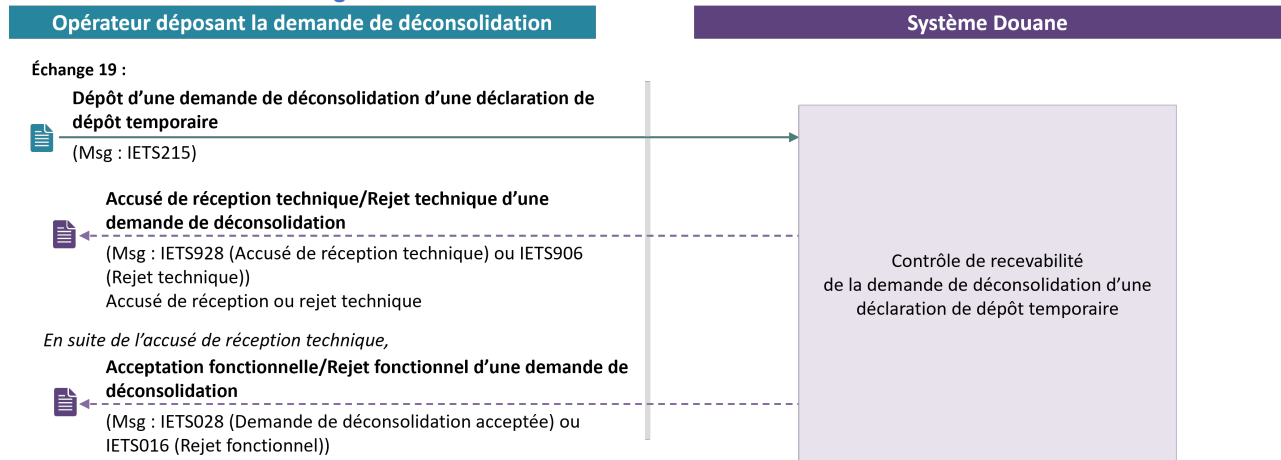 Opérateur déposant la demande de déconsolidation
Système Douane
Échange 19 :
Dépôt d’une demande de déconsolidation d’une déclaration de
dépôt temporaire
(Msg : IETS215)
Accusé de réception technique/Rejet technique d’une
demande de déconsolidation
(Msg : IETS928 (Accusé de réception technique) ou IETS906
(Rejet technique))
Accusé de réception ou rejet technique
En suite de l’accusé de réception technique,
Acceptation fonctionnelle/Rejet fonctionnel d’une demande de
déconsolidation
(Msg : IETS028 (Demande de déconsolidation acceptée) ou
IETS016 (Rejet fonctionnel))
Contrôle de recevabilité
de la demande de déconsolidation d’une
déclaration de dépôt temporaire